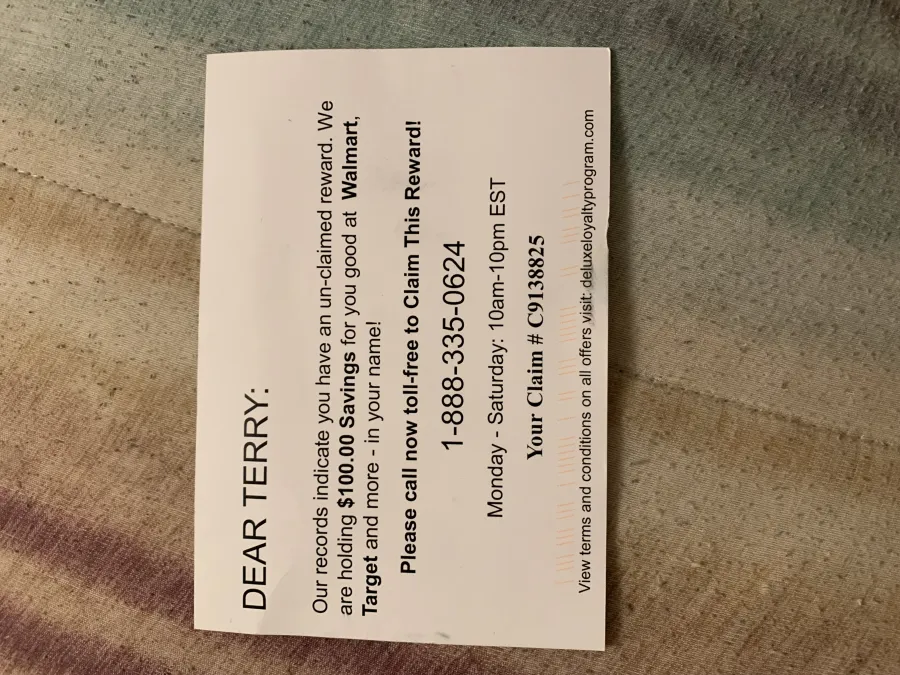 DEAR TERRY:
Our records indicate you have an un-claimed reward. We
are holding $100.00 Savings for you good at Walmart,
Target and more - in your name!
Please call now toll-free to Claim This Reward!
1-888-335-0624
Monday - Saturday: 10am-10pm EST
Your Claim # C9138825
View terms and conditions on all offers visit: deluxeloyaltyprogram.com